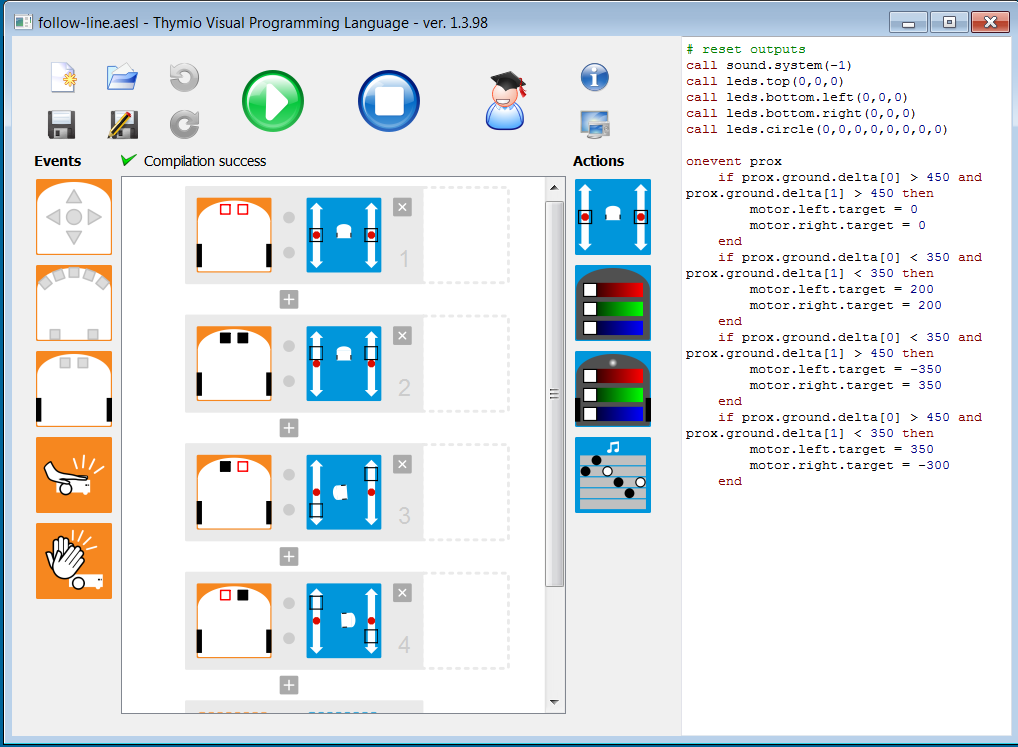 follow-line.aesl - Thymio Visual Programming Language - ver. 1.3.98
Events
Compilation success
Actions
1
2
3
4
# reset outputs
call sound.system(-1)
call leds.top(0,0,0)
call leds.bottom.left(0,0,0)
call leds.bottom.right(0,0,0)
call leds.circle(0,0,0,0,0,0,0,0)
onevent prox
if prox.ground.delta[0] > 450 and
prox.ground.delta[1] > 450 then
motor.left.target = 0
motor.right.target = 0
end
if prox.ground.delta[0] < 350 and
prox.ground.delta[1] < 350 then
motor.left.target = 200
motor.right.target = 200
end
if prox.ground.delta[0] < 350 and
prox.ground.delta[1] > 450 then
motor.left.target = -350
motor.right.target = 350
end
if prox.ground.delta[0] > 450 and
prox.ground.delta[1] < 350 then
motor.left.target = 350
motor.right.target = -300
end